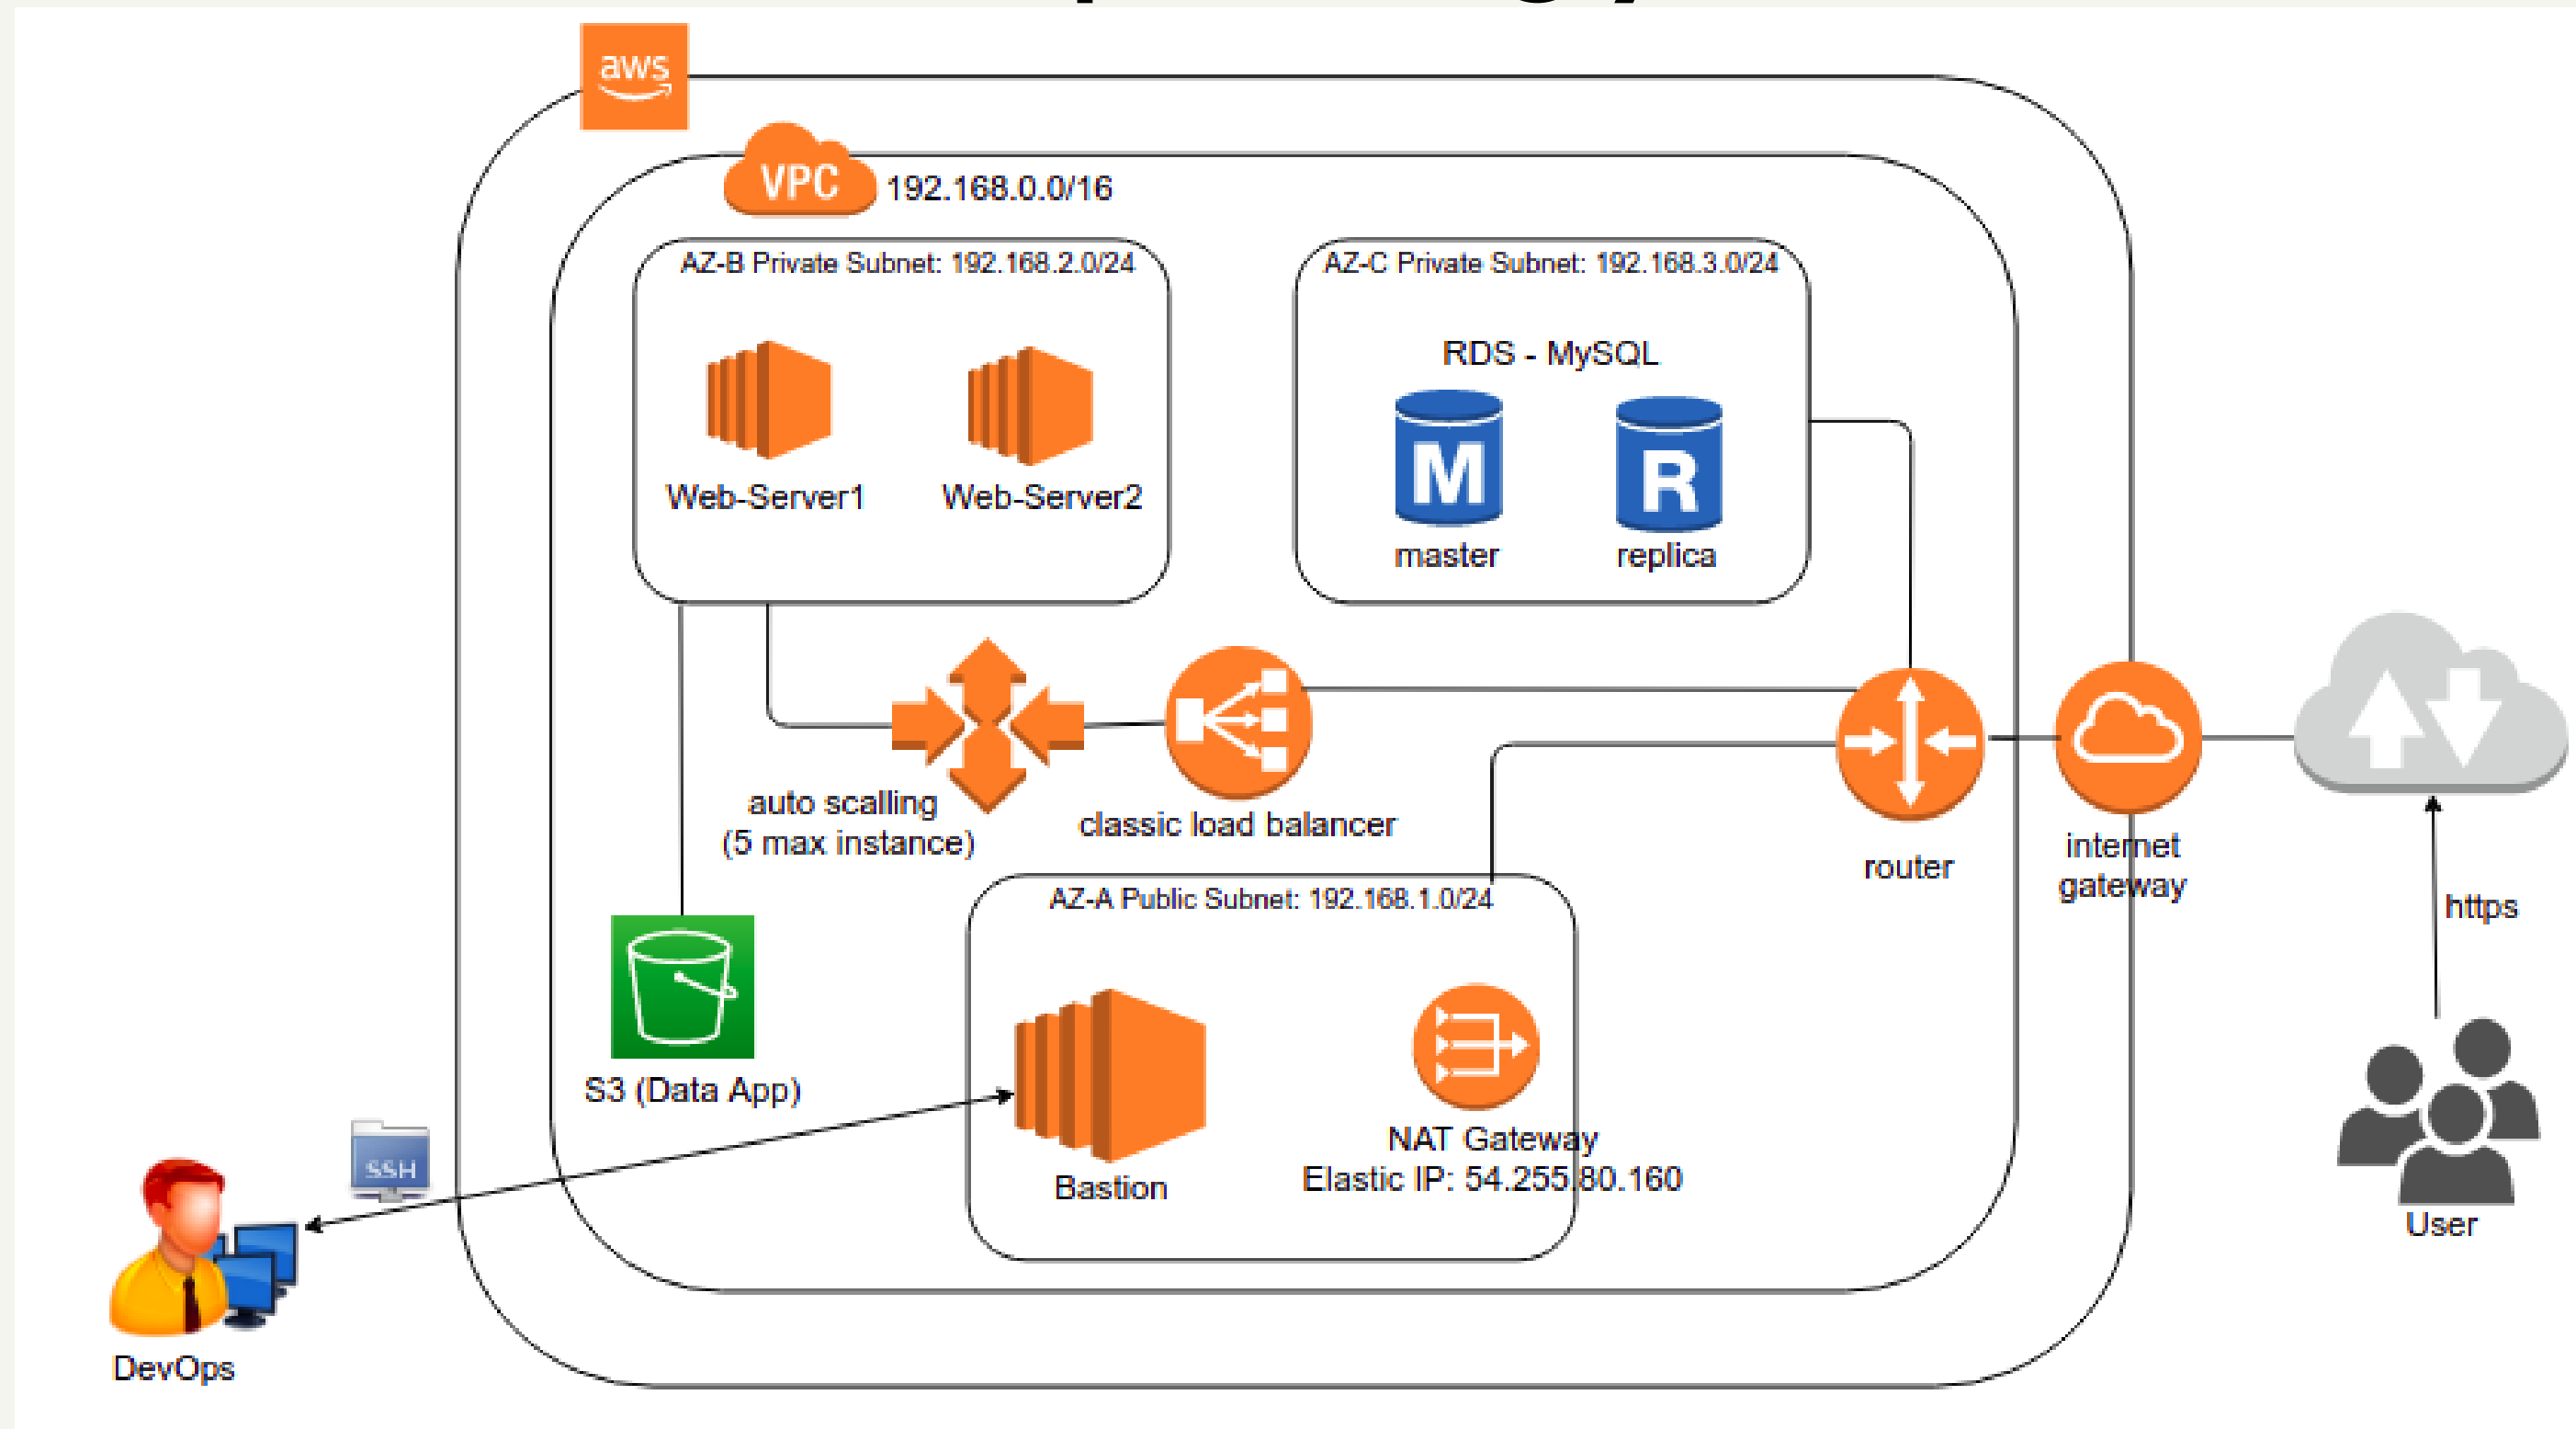 aws
VPC
192.168.0.0/16
AZ-B Private Subnet: 192.168.2.0/24
Web-Server1
Web-Server2
AZ-C Private Subnet: 192.168.3.0/24
RDS - MySQL
M
R
master
replica
auto scalling
(5 max instance)
classic load balancer
router
internet
gateway
https
User
AZ-A Public Subnet: 192.168.1.0/24
Bastion
NAT Gateway
Elastic IP: 54.255.80.160
S3 (Data App)
SSH
DevOps